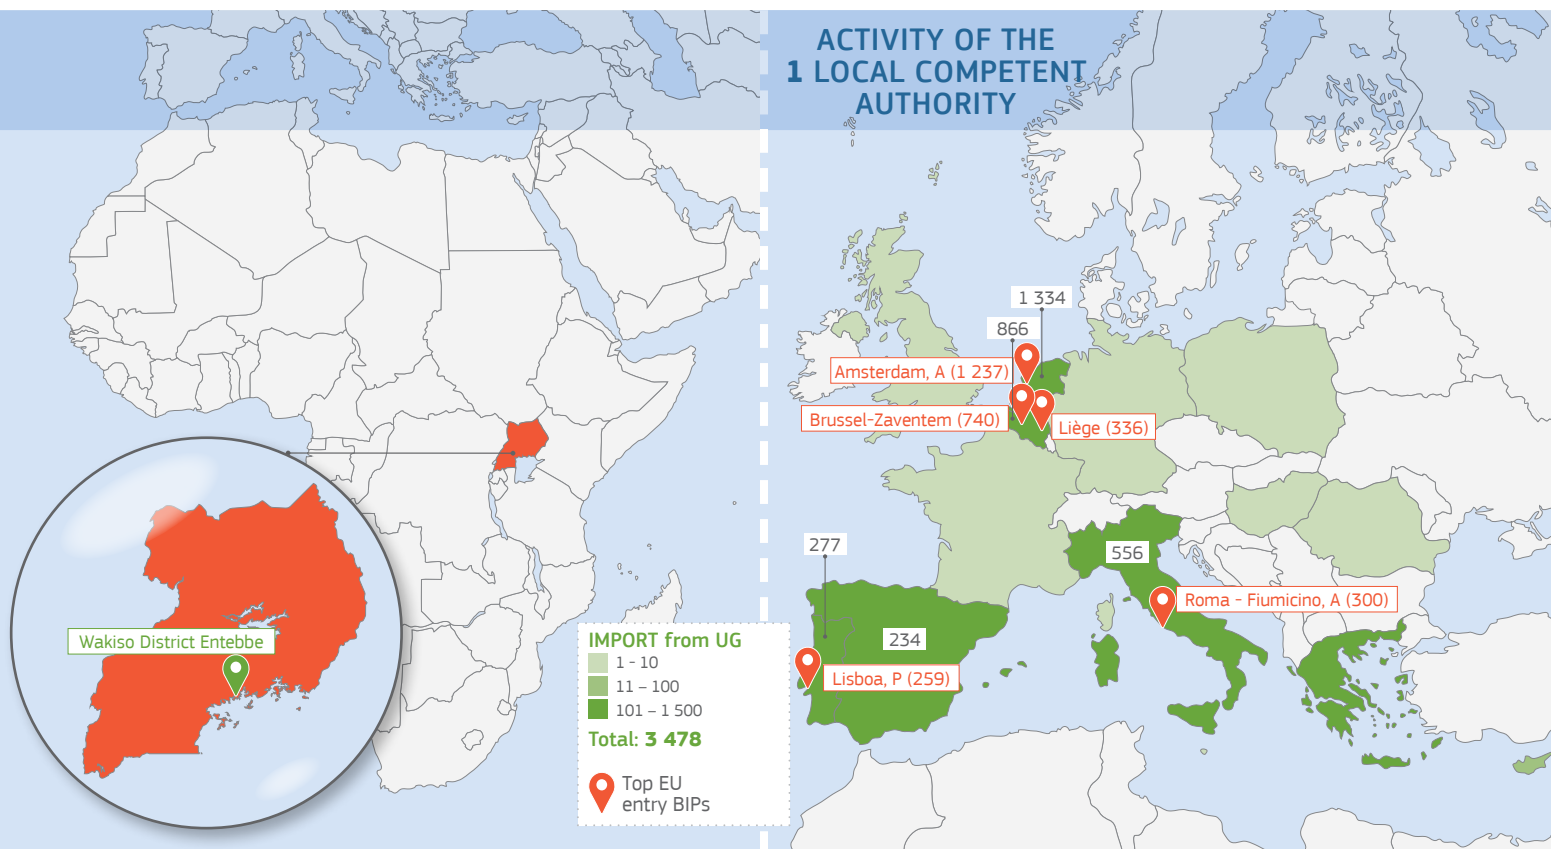 ACTIVITY OF THE
1 LOCAL COMPETENT
AUTHORITY
1 334
866
Amsterdam, A (1 237)
Brussel-Zaventem (740)
Liège (336)
277
556
Roma - Fiumicino, A (300)
234
Lisboa, P (259)
Wakiso District Entebbe
IMPORT from UG
1 - 10
11 – 100
101 – 1 500
Total: 3 478
Top EU
entry BIPs